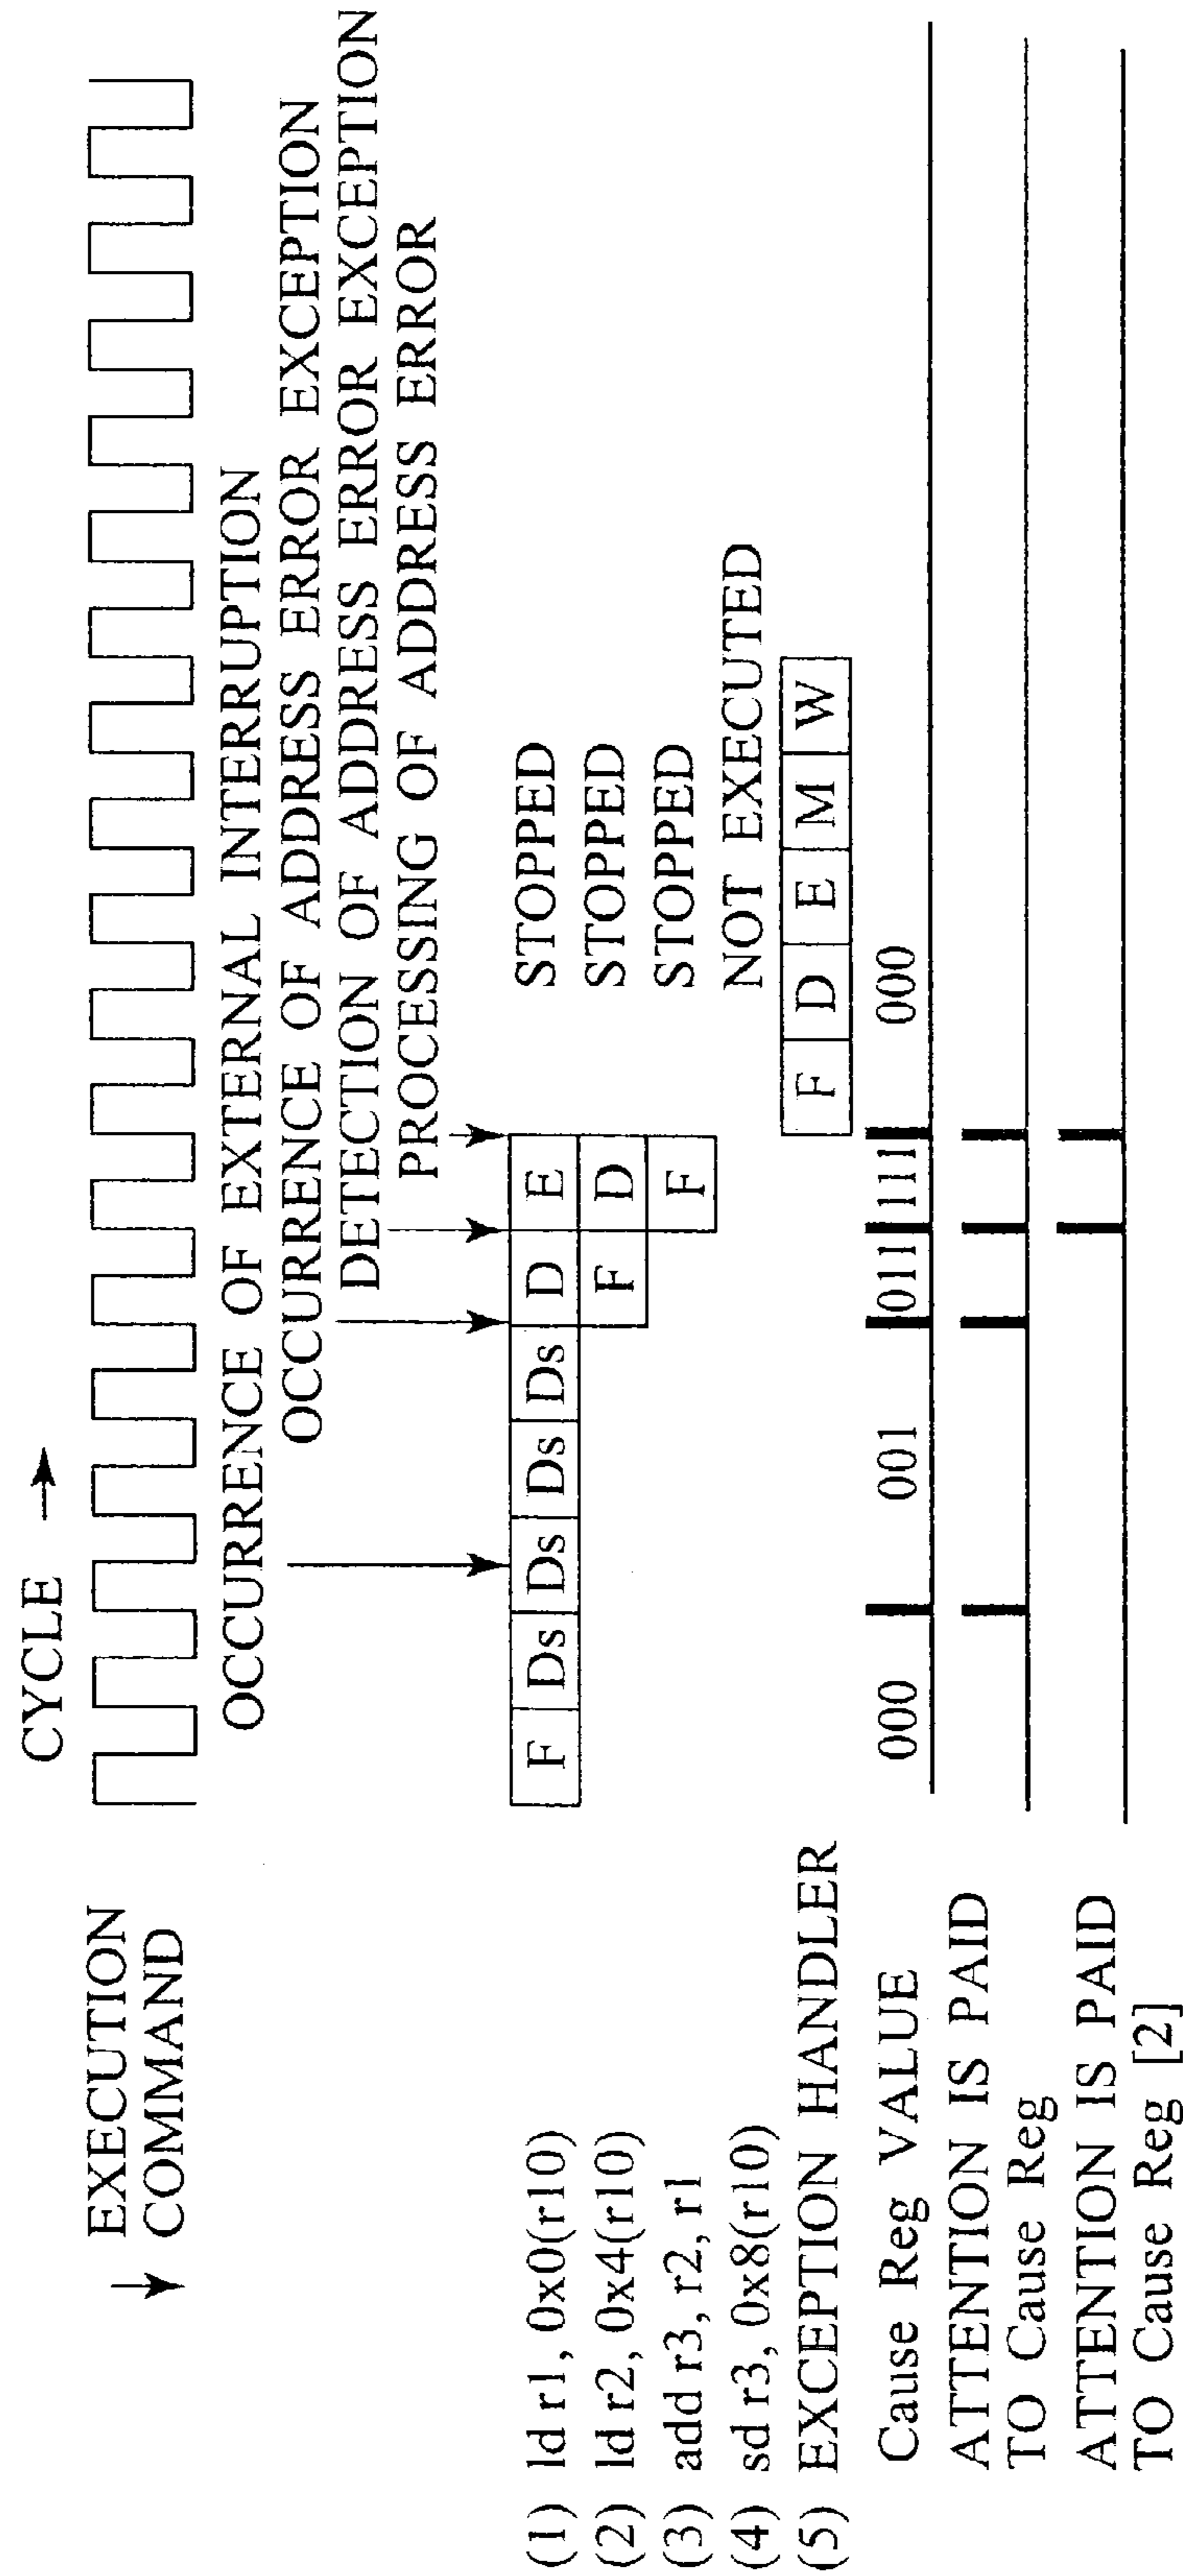 CYCLE →
↓ EXECUTION
COMMAND
OCCURRENCE OF EXTERNAL INTERRUPTION
OCCURRENCE OF ADDRESS ERROR EXCEPTION
DETECTION OF ADDRESS ERROR EXCEPTION
PROCESSING OF ADDRESS ERROR
(1) ld r1, 0x0(r10) F Ds Ds Ds Ds D E STOPPED
(2) ld r2, 0x4(r10) F D STOPPED
(3) add r3, r2, r1 F STOPPED
(4) sd r3, 0x8(r10) NOT EXECUTED
(5) EXCEPTION HANDLER F D E M W
Cause Reg VALUE 000 001 011 111 000
ATTENTION IS PAID
TO Cause Reg
ATTENTION IS PAID
TO Cause Reg [2]